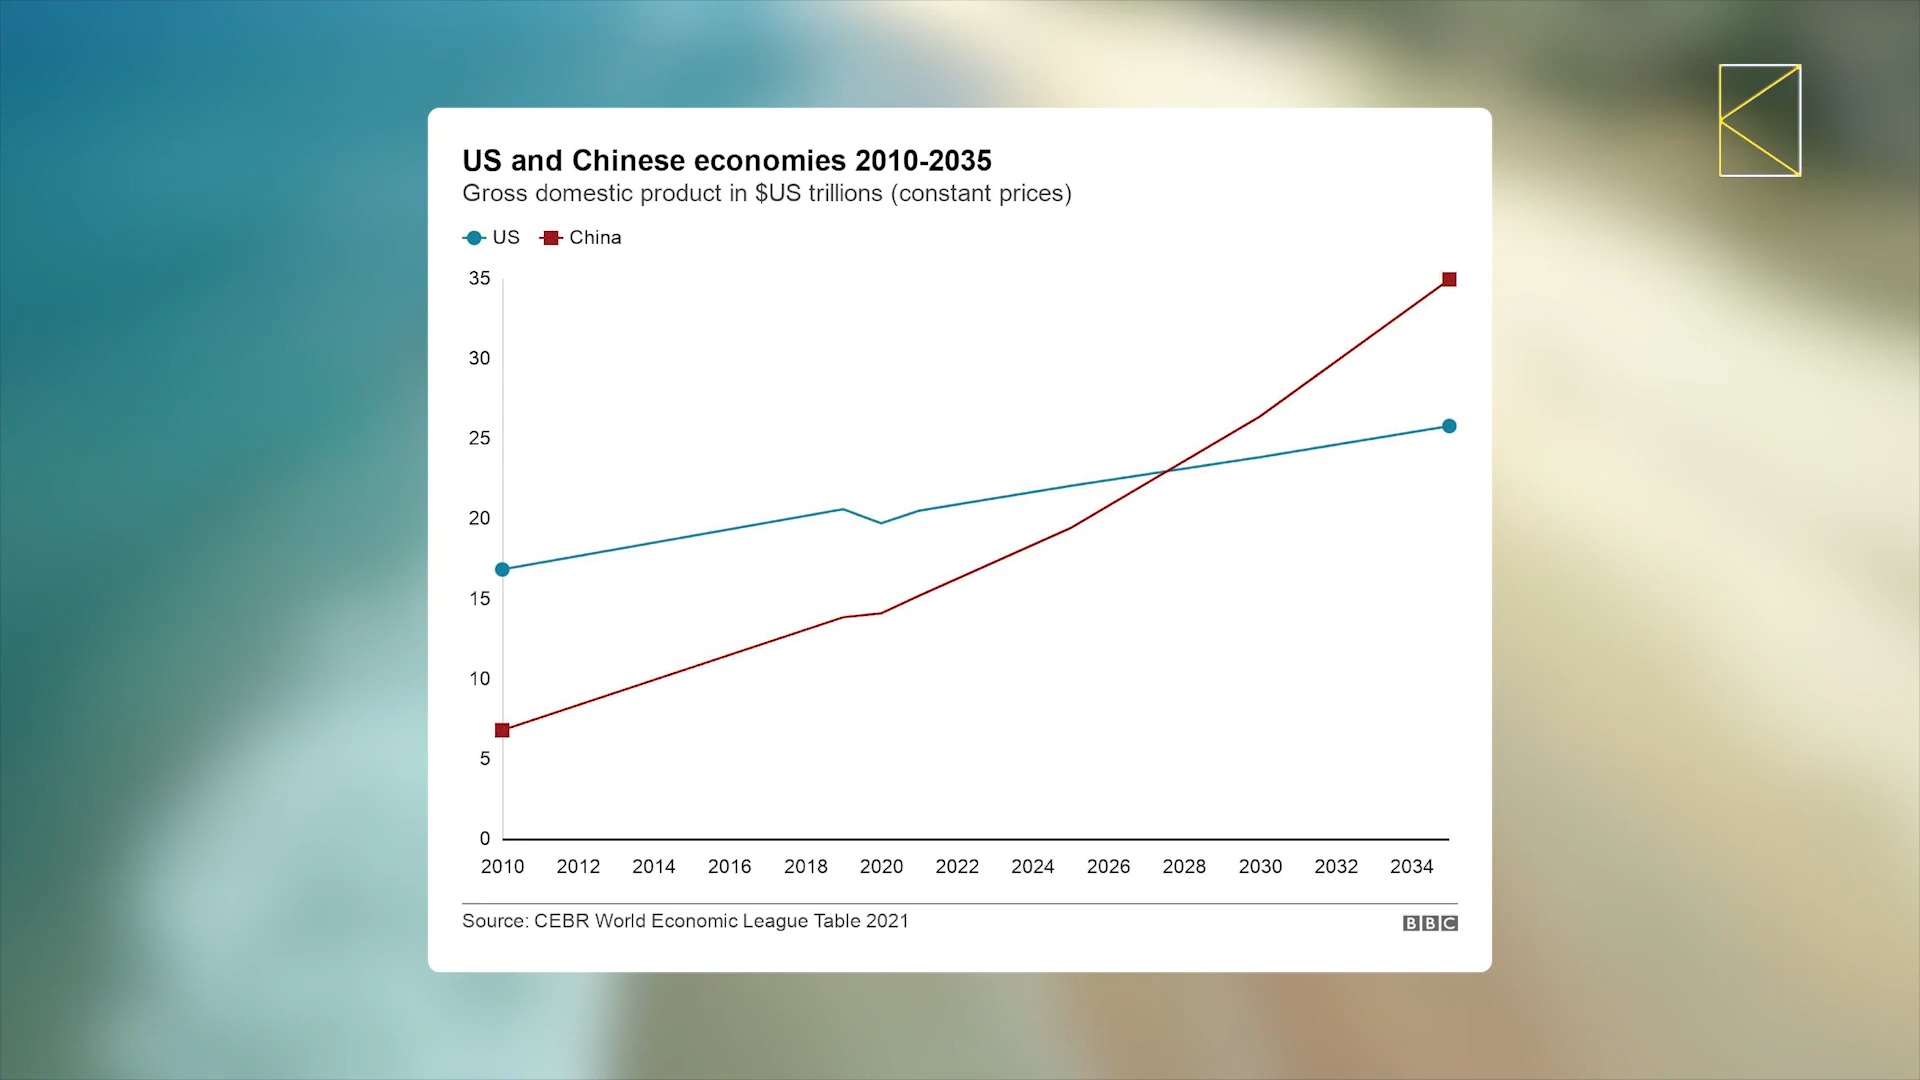 US and Chinese economies 2010-2035
Gross domestic product in $US trillions (constant prices)
US China
35
30
25
20
15
10
5
0
2010 2012 2014 2016 2018 2020 2022 2024 2026 2028 2030 2032 2034
Source: CEBR World Economic League Table 2021 BBC